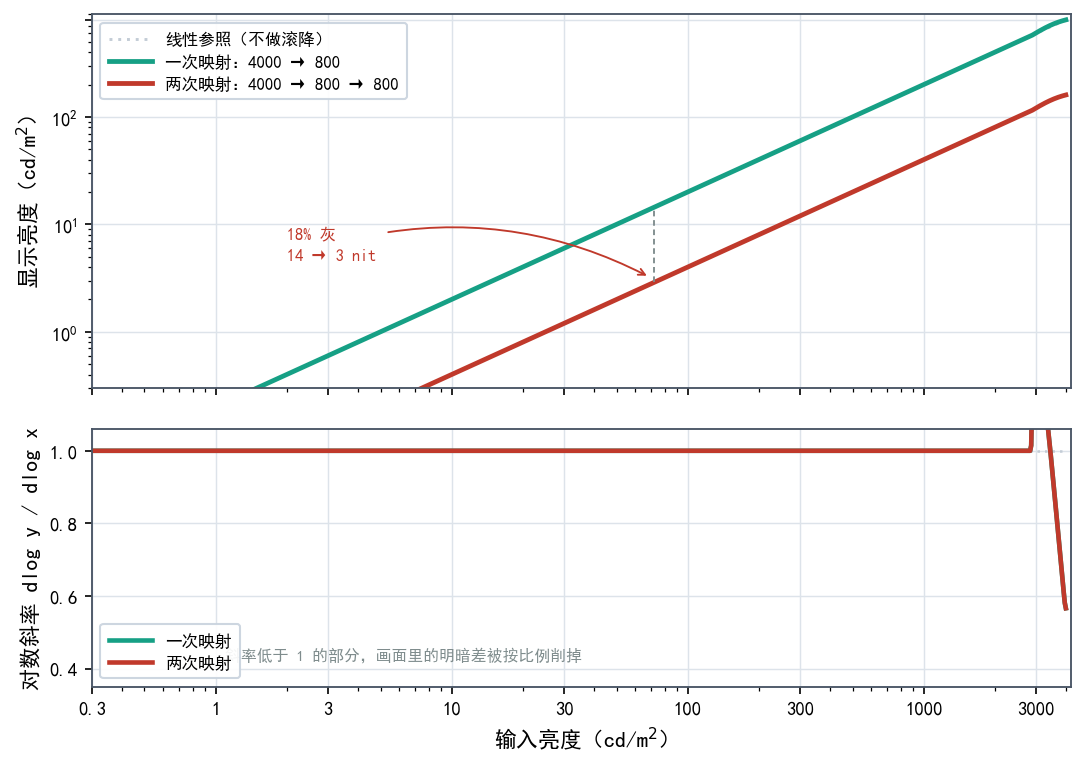 线性参照（不做滚降）
一次映射：4000 → 800
两次映射：4000 → 800 → 800
10²
10¹
10⁰
显示亮度（cd/m²）
18% 灰
14 → 3 nit
1.0
0.8
0.6
0.4
对数斜率 dlog y / dlog x
一次映射
两次映射
率低于 1 的部分，画面里的明暗差被按比例削掉
0.3 1 3 10 30 100 300 1000 3000
输入亮度（cd/m²）